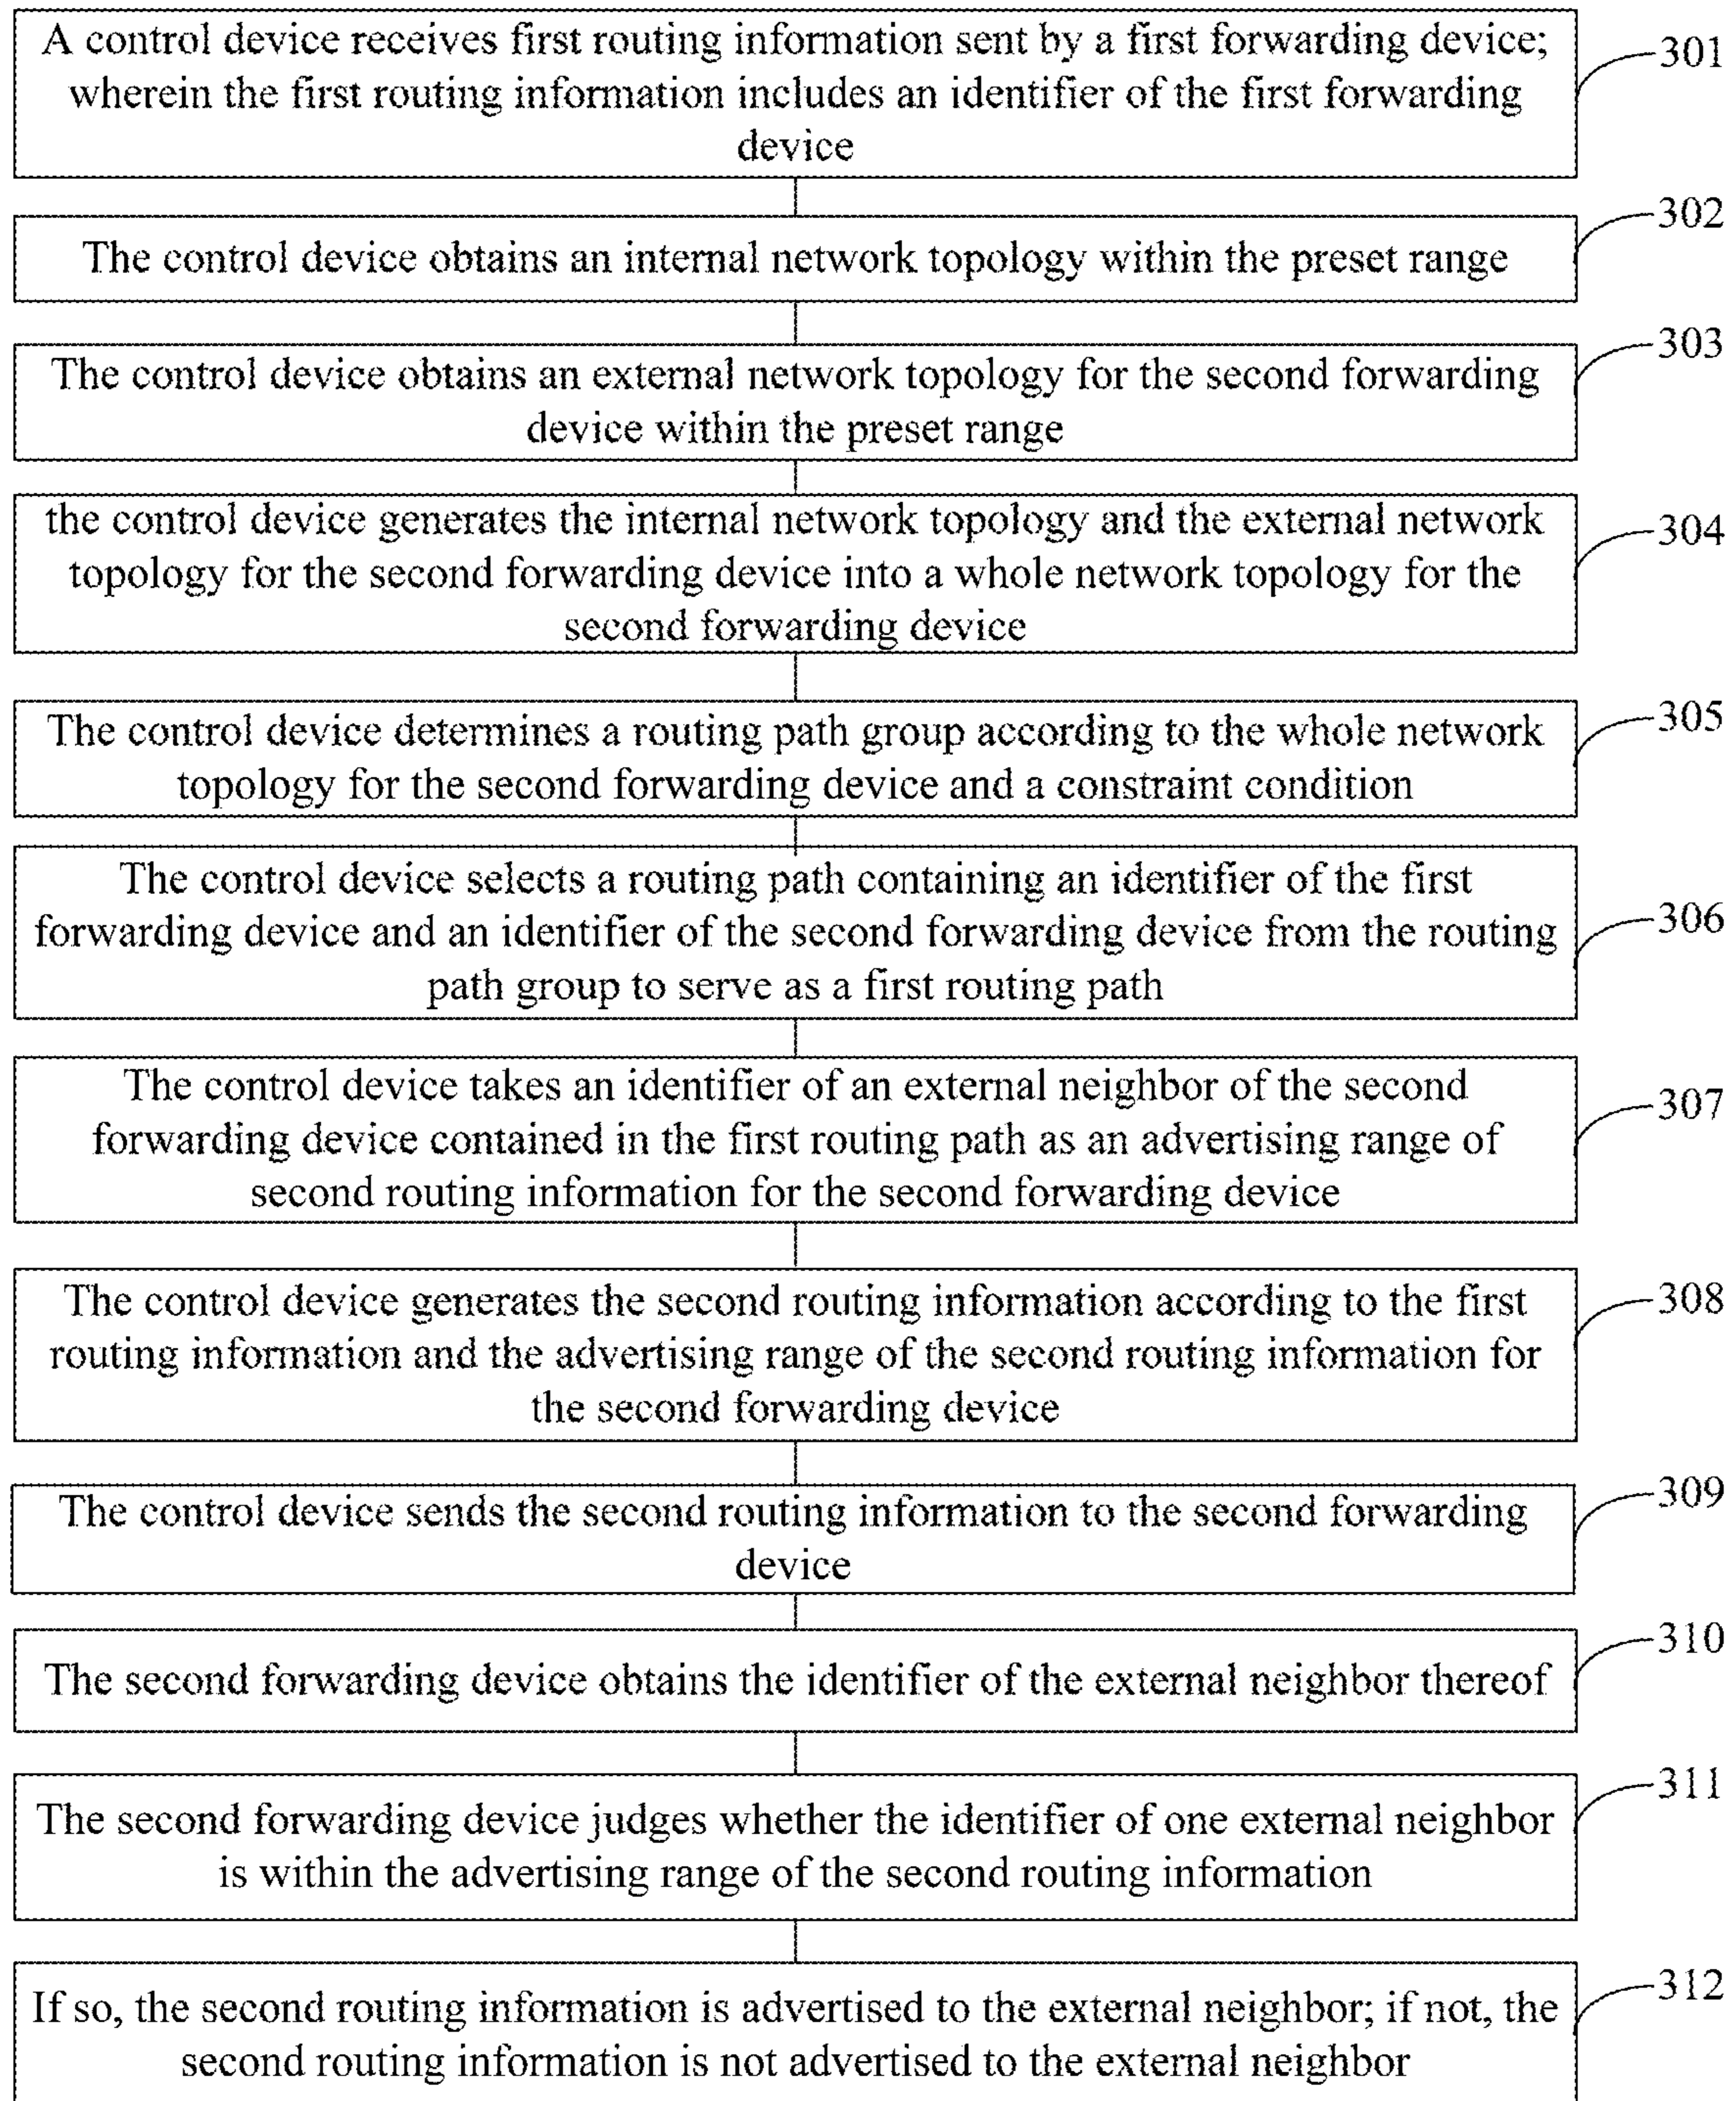 A control device receives first routing information sent by a first forwarding device;
wherein the first routing information includes an identifier of the first forwarding
device
301
The control device obtains an internal network topology within the preset range
302
The control device obtains an external network topology for the second forwarding
device within the preset range
303
the control device generates the internal network topology and the external network
topology for the second forwarding device into a whole network topology for the
second forwarding device
304
The control device determines a routing path group according to the whole network
topology for the second forwarding device and a constraint condition
305
The control device selects a routing path containing an identifier of the first
forwarding device and an identifier of the second forwarding device from the routing
path group to serve as a first routing path
306
The control device takes an identifier of an external neighbor of the second
forwarding device contained in the first routing path as an advertising range of
second routing information for the second forwarding device
307
The control device generates the second routing information according to the first
routing information and the advertising range of the second routing information for
the second forwarding device
308
The control device sends the second routing information to the second forwarding
device
309
The second forwarding device obtains the identifier of the external neighbor thereof
310
The second forwarding device judges whether the identifier of one external neighbor
is within the advertising range of the second routing information
311
If so, the second routing information is advertised to the external neighbor; if not, the
second routing information is not advertised to the external neighbor
312